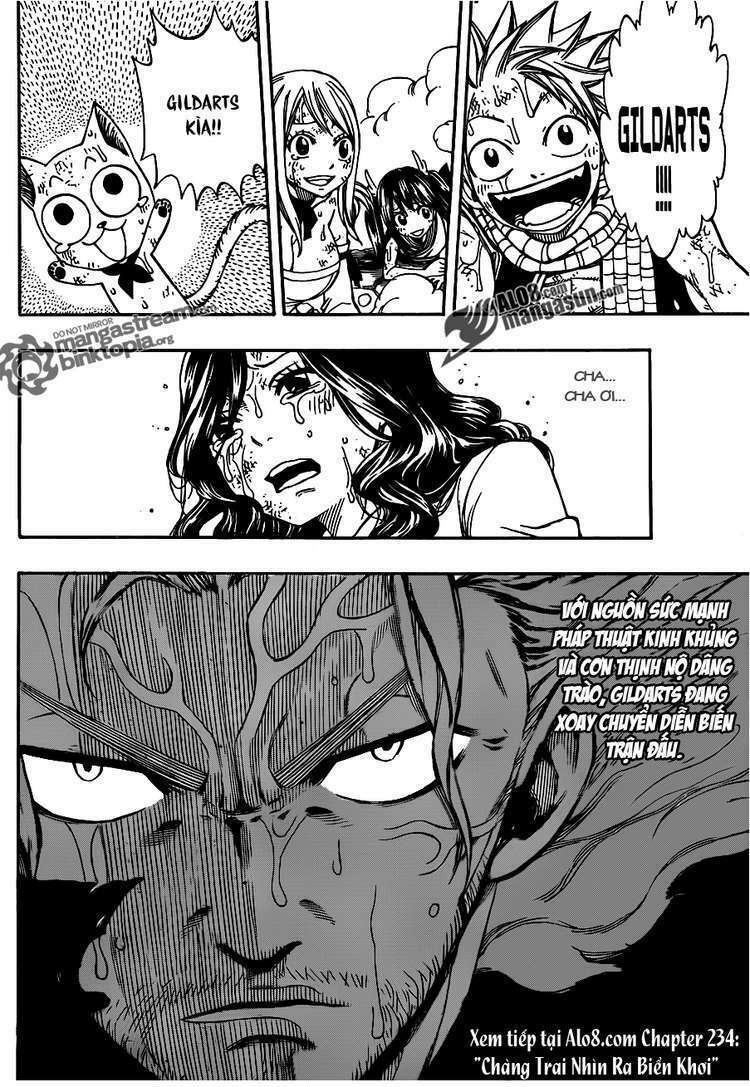 GILDARTS
!!!!
!!!!
GILDARTS
KÌA!!
DO NOT MIRROR
mangastream.com
binktopia.org
ALO8.com
mangasun.com
CHA...
CHA ƠI...
VỚI NGUỒN SỨC MẠNH
PHÁP THUẬT KINH KHỦNG
VÀ CƠN THỊNH NỘ DÂNG
TRÀO, GILDARTS ĐANG
XOAY CHUYỂN DIỄN BIẾN
TRẬN ĐẤU.
Xem tiếp tại Alo8.com Chapter 234:
"Chàng Trai Nhìn Ra Biển Khơi"